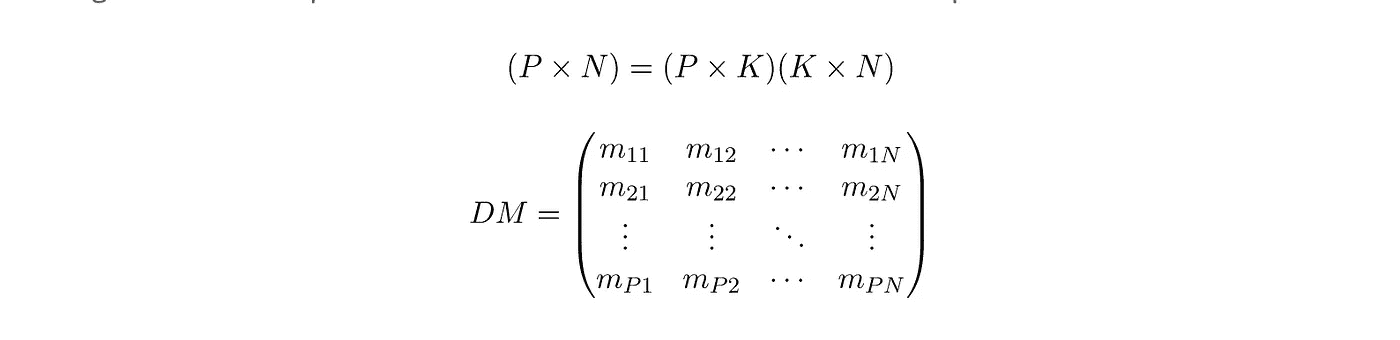 (P × N) = (P × K)(K × N)
DM = 
m₁₁ m₁₂ ⋯ m₁N
m₂₁ m₂₂ ⋯ m₂N
⋮ ⋮ ⋱ ⋮
mP1 mP2 ⋯ mPN